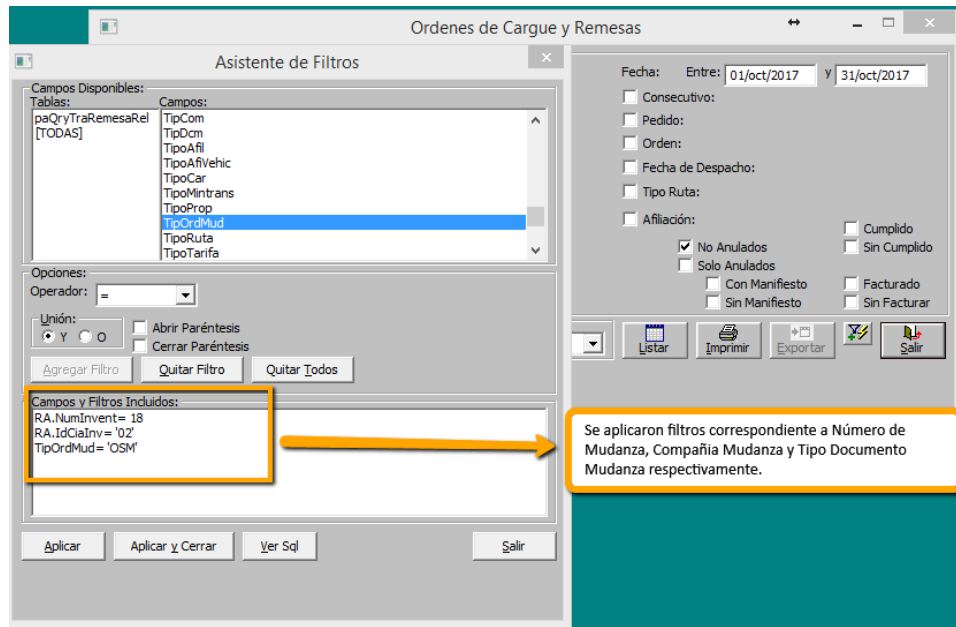 Ordenes de Cargue y Remesas
Asistente de Filtros
Campos Disponibles:
Tablas:
Campos:
paQryTraRemesaRel
[TODAS]
TipCom
TipDcm
TipoAfil
TipoAfiVehic
TipoCar
TipoMintrans
TipoProp
TipOrdMud
TipoRuta
TipoTarifa
Opciones:
Operador: =
Unión:
Y O
Abrir Paréntesis
Cerrar Paréntesis
Agregar Filtro Quitar Filtro Quitar Todos
Campos y Filtros Incluidos:
RA.NumInvent= 18
RA.IdCiaInv= '02'
TipOrdMud= 'OSM'
Aplicar Aplicar y Cerrar Ver Sql Salir
Fecha: Entre: 01/oct/2017 y 31/oct/2017
Consecutivo:
Pedido:
Orden:
Fecha de Despacho:
Tipo Ruta:
Afiliación:
Cumplido
No Anulados Sin Cumplido
Solo Anulados
Con Manifiesto Facturado
Sin Manifiesto Sin Facturar
Listar Imprimir Exportar Salir
Se aplicaron filtros correspondiente a Número de
Mudanza, Compañia Mudanza y Tipo Documento
Mudanza respectivamente.